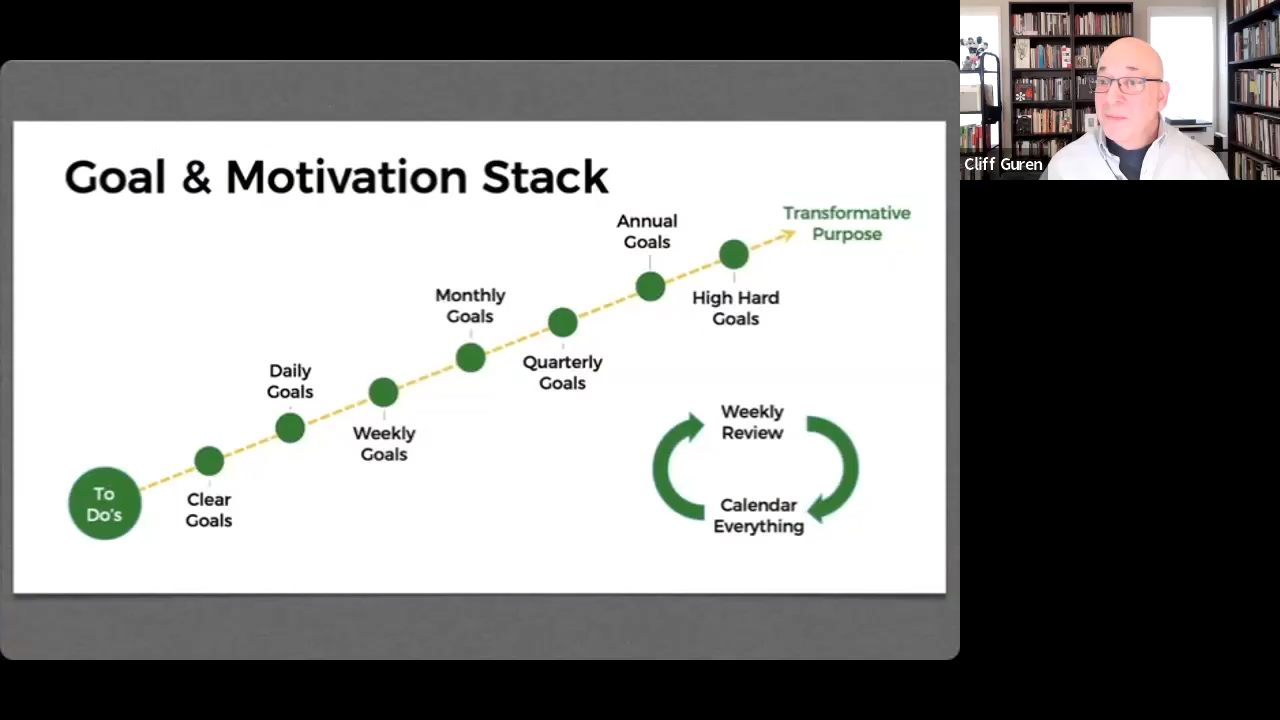 Goal & Motivation Stack
Transformative
Purpose
Annual
Goals
High Hard
Goals
Monthly
Goals
Quarterly
Goals
Daily
Goals
Weekly
Goals
Clear
Goals
To
Do's
Weekly
Review
Calendar
Everything
Cliff Guren